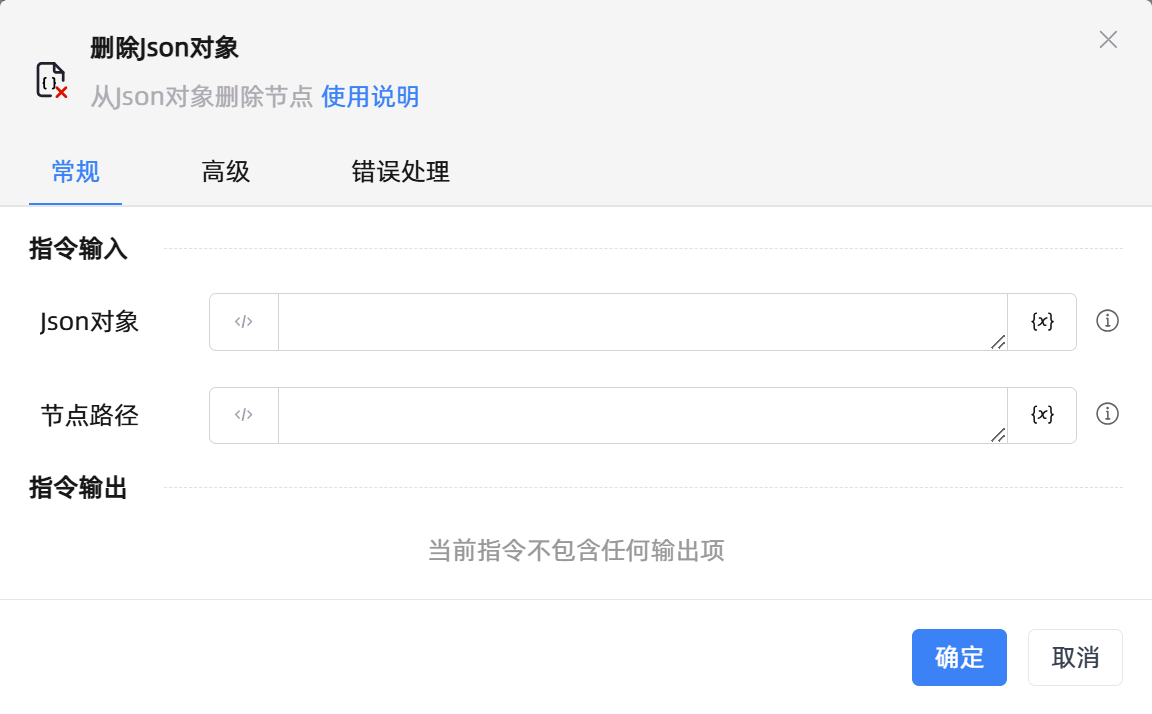 删除Json对象
从Json对象删除节点 使用说明
常规 高级 错误处理
指令输入
Json对象 </> {x}
节点路径 </> {x}
指令输出
当前指令不包含任何输出项
确定 取消